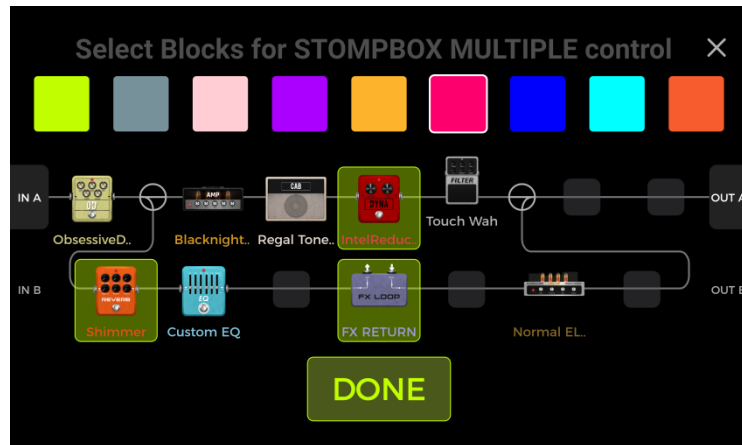 Select Blocks for STOMPBOX MULTIPLE control
IN A
OD
AMP
CAB
DYNA
FILTER
OUT A
ObsessiveD..
Blacknight..
Regal Tone..
IntelReduc..
Touch Wah
IN B
REVERB
EQ
FX LOOP
OUT B
Shimmer
Custom EQ
FX RETURN
Normal EL..
DONE